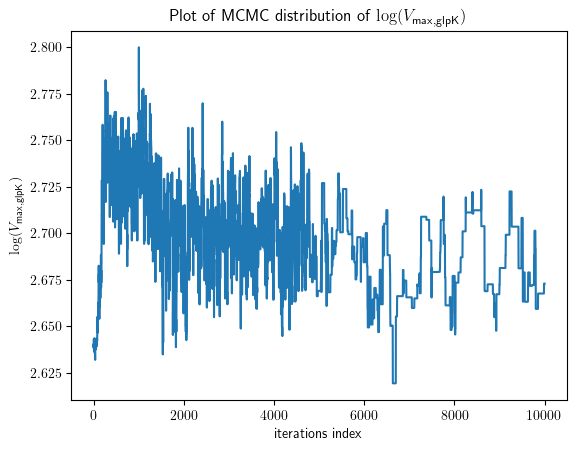 Plot of MCMC distribution of log(V_max,glpK)
log(V_max,glpK)
2.800
2.775
2.750
2.725
2.700
2.675
2.650
2.625
0 2000 4000 6000 8000 10000
iterations index